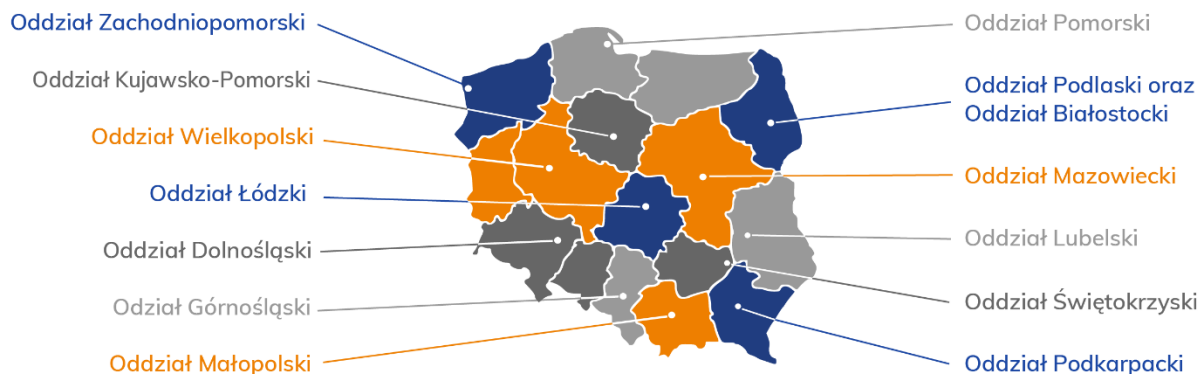 Oddział Zachodniopomorski
Oddział Kujawsko-Pomorski
Oddział Wielkopolski
Oddział Łódzki
Oddział Dolnośląski
Odział Górnośląski
Oddział Małopolski
Oddział Pomorski
Oddział Podlaski oraz
Oddział Białostocki
Oddział Mazowiecki
Oddział Lubelski
Oddział Świętokrzyski
Oddział Podkarpacki